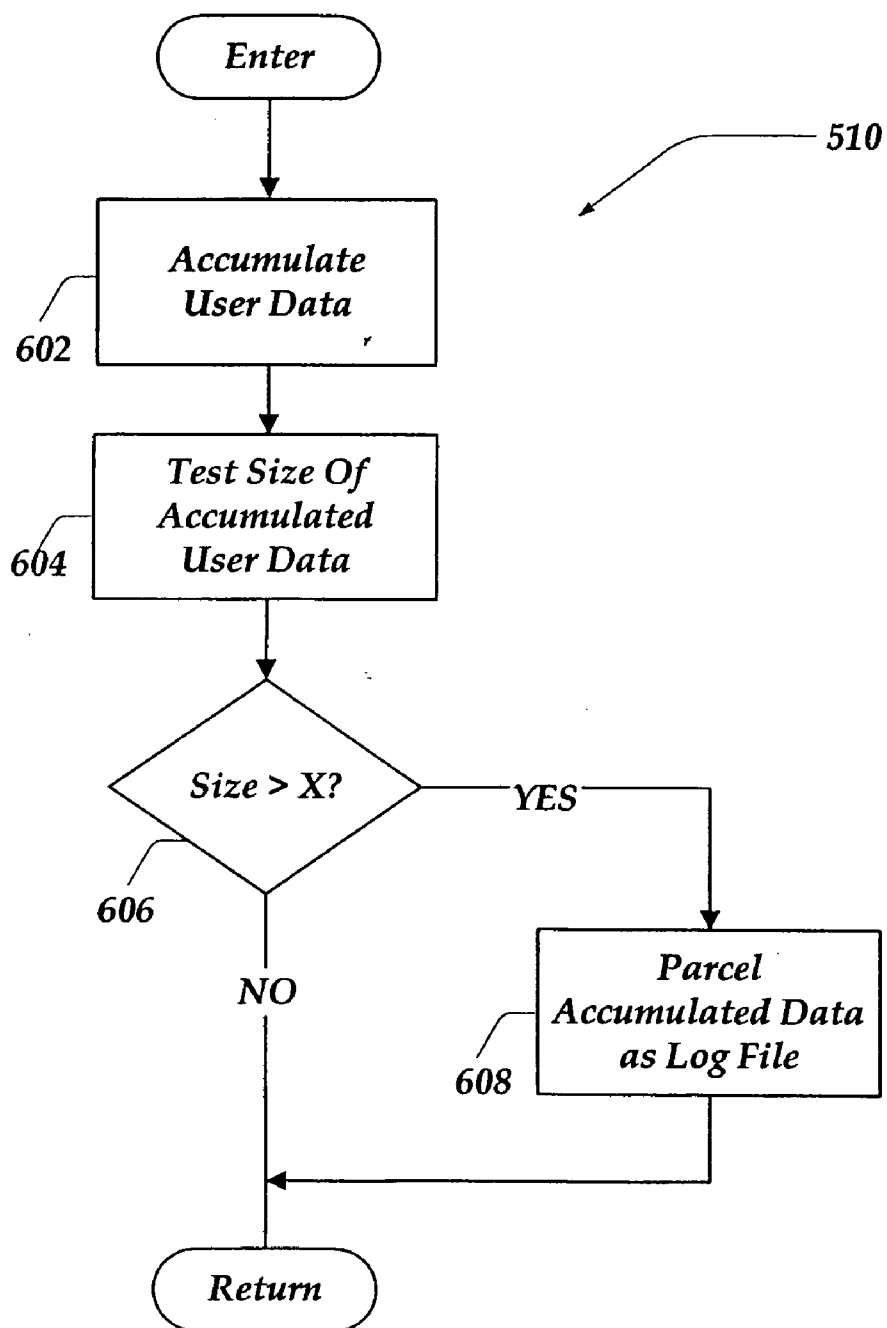 Enter
510
Accumulate
User Data
602
Test Size Of
Accumulated
User Data
604
Size > X?
YES
606
NO
Parcel
Accumulated Data
as Log File
608
Return